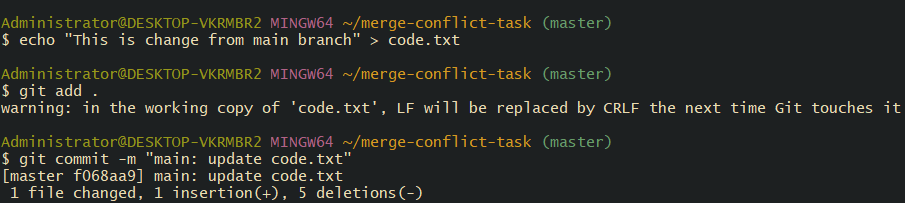 Administrator@DESKTOP-VKRMBR2 MINGW64 ~/merge-conflict-task (master)
$ echo "This is change from main branch" > code.txt
Administrator@DESKTOP-VKRMBR2 MINGW64 ~/merge-conflict-task (master)
$ git add .
warning: in the working copy of 'code.txt', LF will be replaced by CRLF the next time Git touches it
Administrator@DESKTOP-VKRMBR2 MINGW64 ~/merge-conflict-task (master)
$ git commit -m "main: update code.txt"
[master f068aa9] main: update code.txt
 1 file changed, 1 insertion(+), 5 deletions(-)